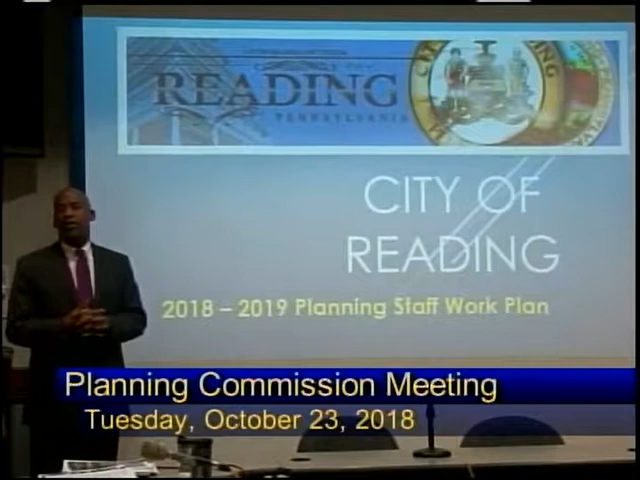 READING
PENNSYLVANIA
CITY OF
READING
2018 – 2019 Planning Staff Work Plan
Planning Commission Meeting
Tuesday, October 23, 2018